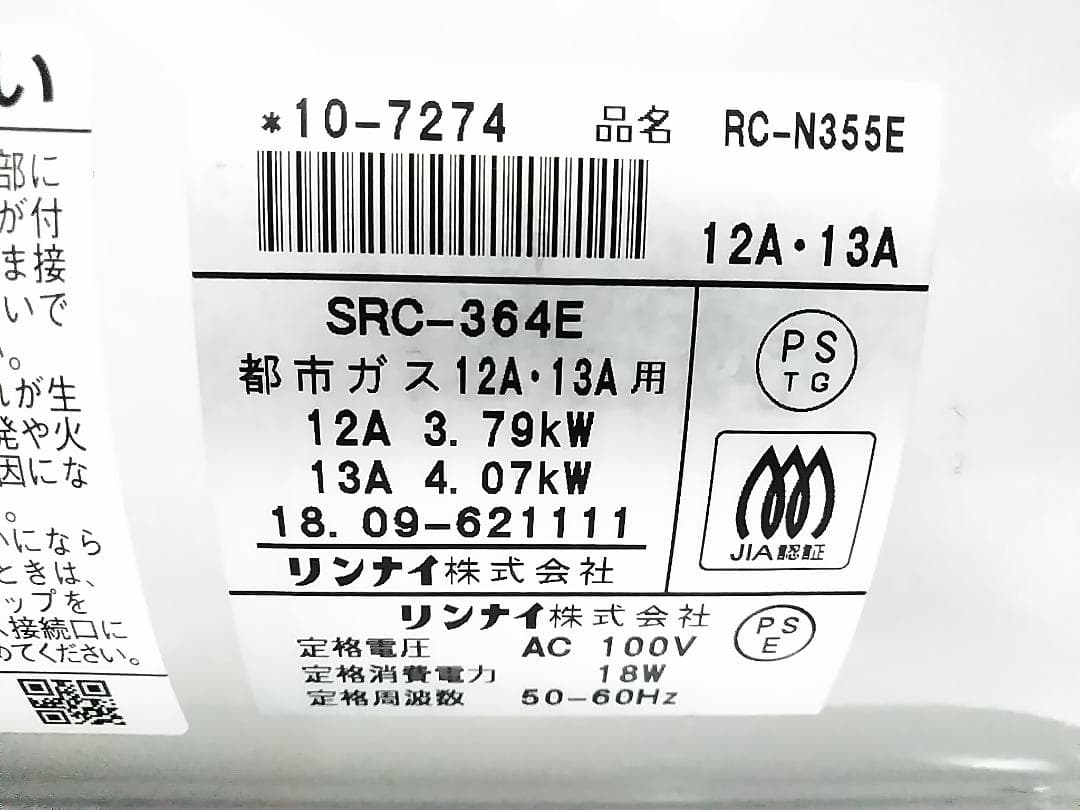 い
部に
が付
ま接
いで
。
が生
発や火
因にな
。
いになら
ときは、
ップを
接続口に
めてください。
*10-7274
品名 RC-N355E
12A・13A
SRC-364E
都市ガス12A・13A用
12A 3.79kW
13A 4.07kW
18.09-621111
リンナイ株式会社
PS
TG
JIA認証
リンナイ株式会社
定格電圧 AC 100V
定格消費電力 18W
定格周波数 50-60Hz
PS
E